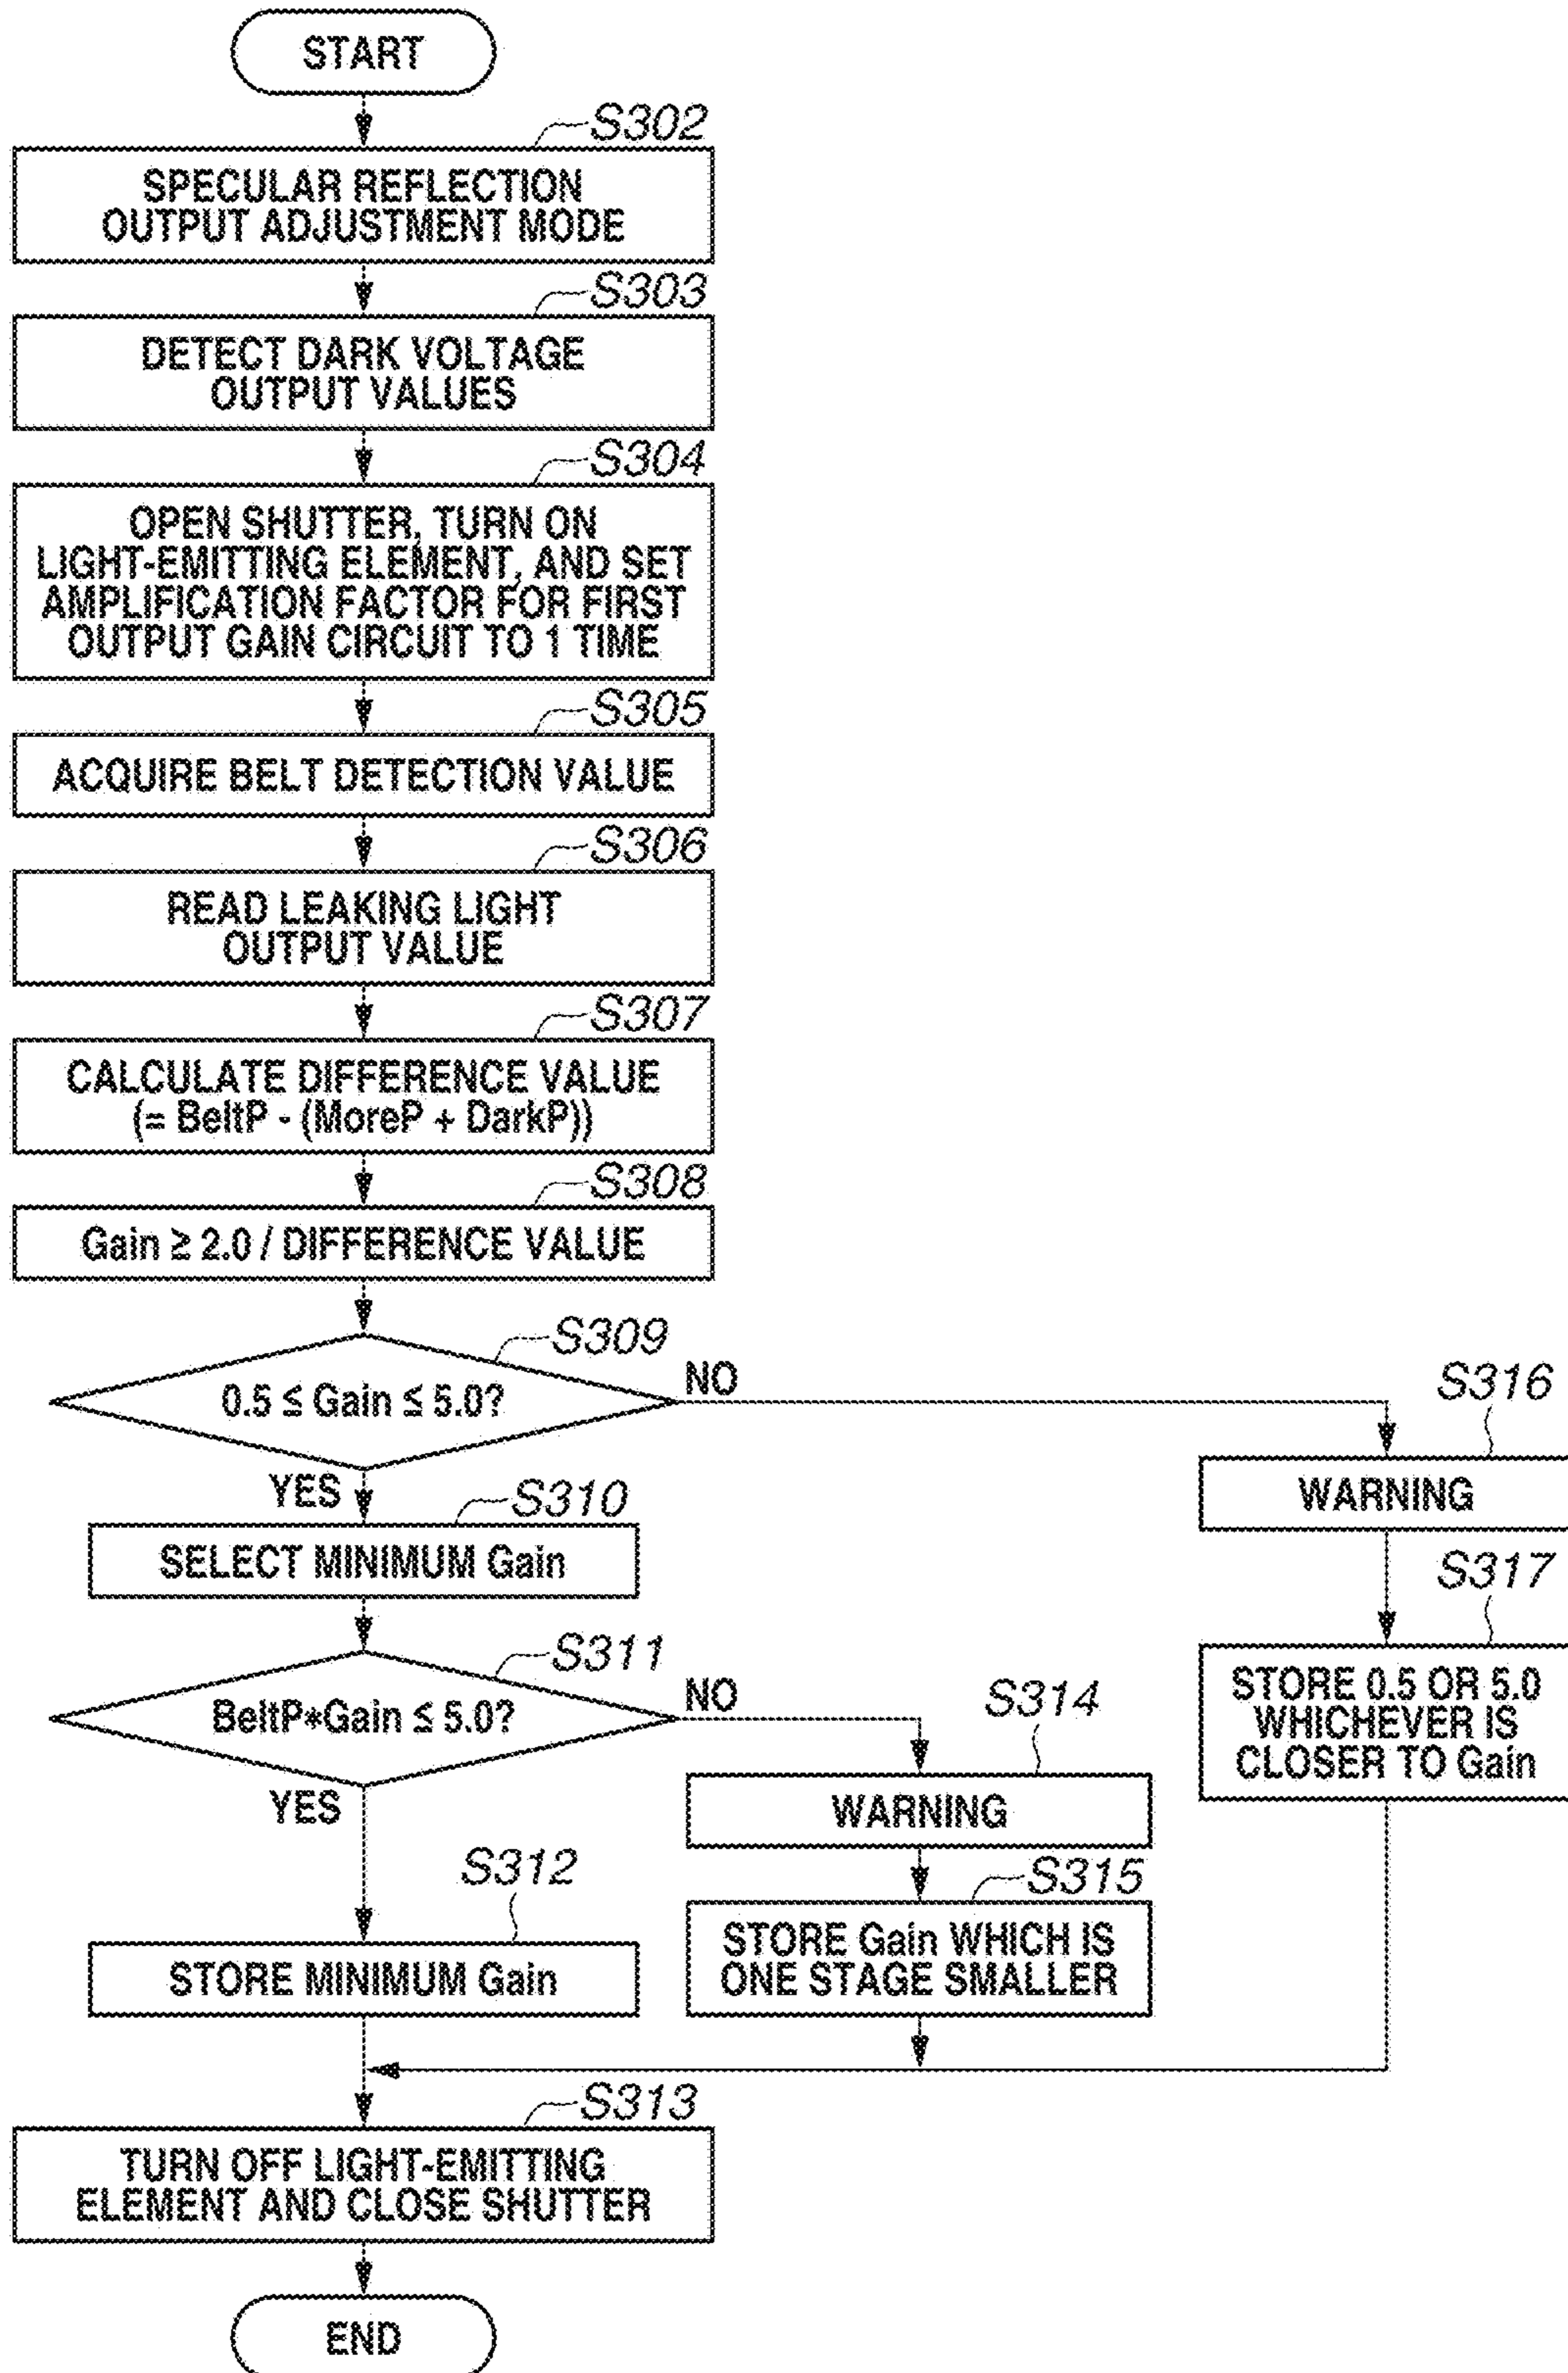 START
S302
SPECULAR REFLECTION
OUTPUT ADJUSTMENT MODE
S303
DETECT DARK VOLTAGE
OUTPUT VALUES
S304
OPEN SHUTTER, TURN ON
LIGHT-EMITTING ELEMENT, AND SET
AMPLIFICATION FACTOR FOR FIRST
OUTPUT GAIN CIRCUIT TO 1 TIME
S305
ACQUIRE BELT DETECTION VALUE
S306
READ LEAKING LIGHT
OUTPUT VALUE
S307
CALCULATE DIFFERENCE VALUE
(= BeltP - (MoreP + DarkP))
S308
Gain ≧ 2.0 / DIFFERENCE VALUE
S309
0.5 ≦ Gain ≦ 5.0?
NO
YES
S310
SELECT MINIMUM Gain
S311
BeltP*Gain ≦ 5.0?
NO
YES
S312
STORE MINIMUM Gain
S314
WARNING
S315
STORE Gain WHICH IS
ONE STAGE SMALLER
S316
WARNING
S317
STORE 0.5 OR 5.0
WHICHEVER IS
CLOSER TO Gain
S313
TURN OFF LIGHT-EMITTING
ELEMENT AND CLOSE SHUTTER
END